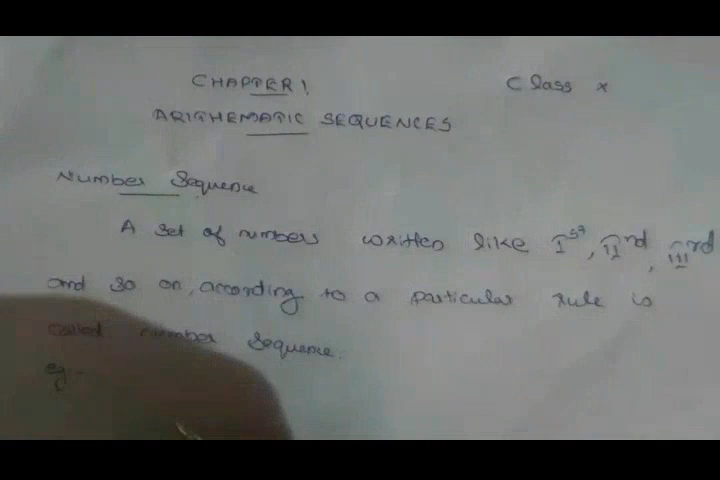 CHAPTER 1. Class X
ARITHEMATIC SEQUENCES
Number Sequence
A set of numbers written like Iˢᵗ, IIⁿᵈ, IIIʳᵈ
and so on, according to a particular rule is
called number sequence.
eg -